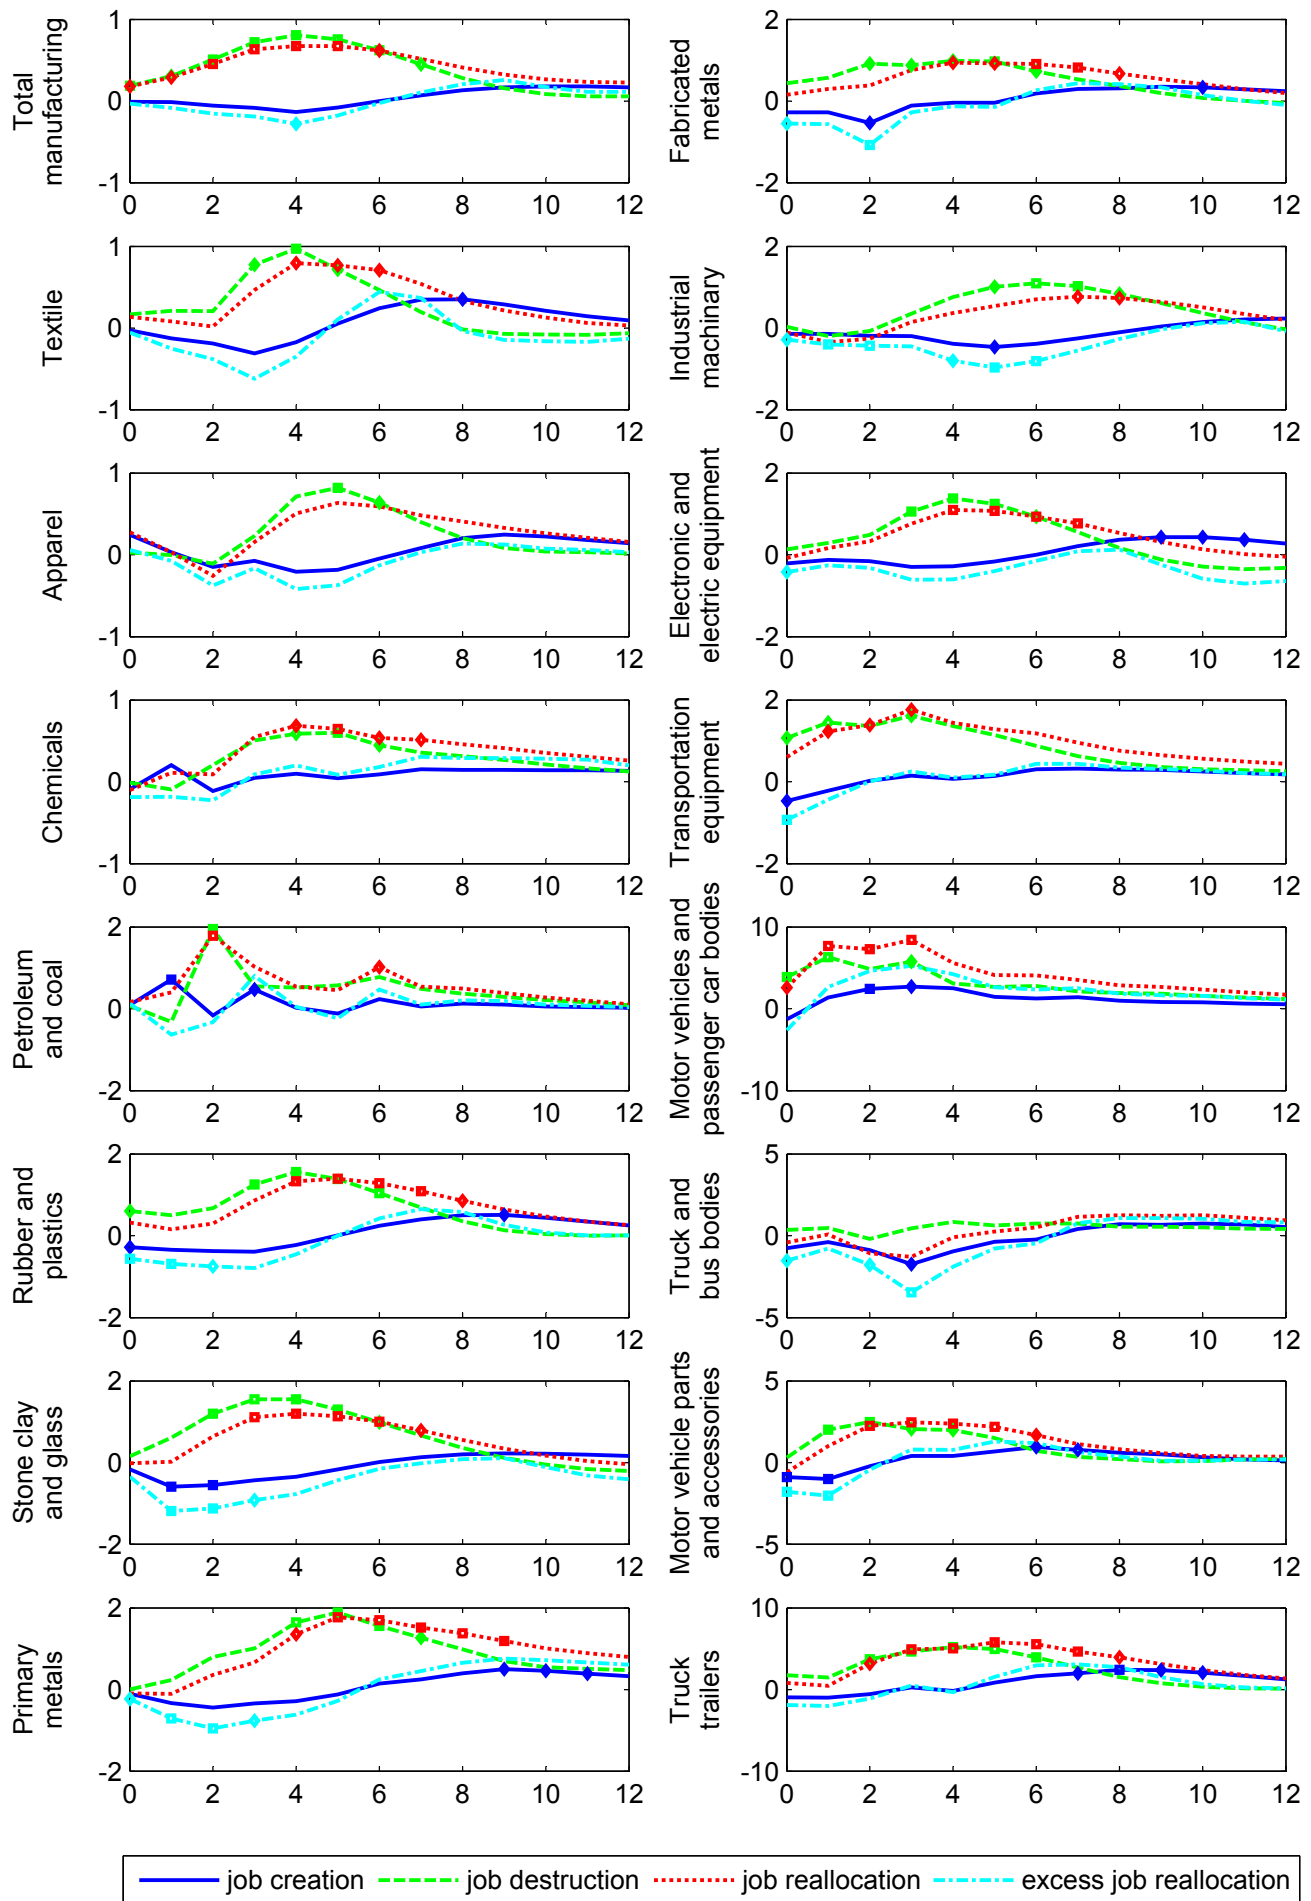 Total
manufacturing
1
0
-1
0 2 4 6 8 10 12
Fabricated
metals
2
0
-2
0 2 4 6 8 10 12
Textile
1
0
-1
0 2 4 6 8 10 12
Industrial
machinary
2
0
-2
0 2 4 6 8 10 12
Apparel
1
0
-1
0 2 4 6 8 10 12
Electronic and
electric equipment
2
0
-2
0 2 4 6 8 10 12
Chemicals
1
0
-1
0 2 4 6 8 10 12
Transportation
equipment
2
0
-2
0 2 4 6 8 10 12
Petroleum
and coal
2
0
-2
0 2 4 6 8 10 12
Motor vehicles and
passenger car bodies
10
0
-10
0 2 4 6 8 10 12
Rubber and
plastics
2
0
-2
0 2 4 6 8 10 12
Truck and
bus bodies
5
0
-5
0 2 4 6 8 10 12
Stone clay
and glass
2
0
-2
0 2 4 6 8 10 12
Motor vehicle parts
and accessories
5
0
-5
0 2 4 6 8 10 12
Primary
metals
2
0
-2
0 2 4 6 8 10 12
Truck
trailers
10
0
-10
0 2 4 6 8 10 12
job creation job destruction job reallocation excess job reallocation